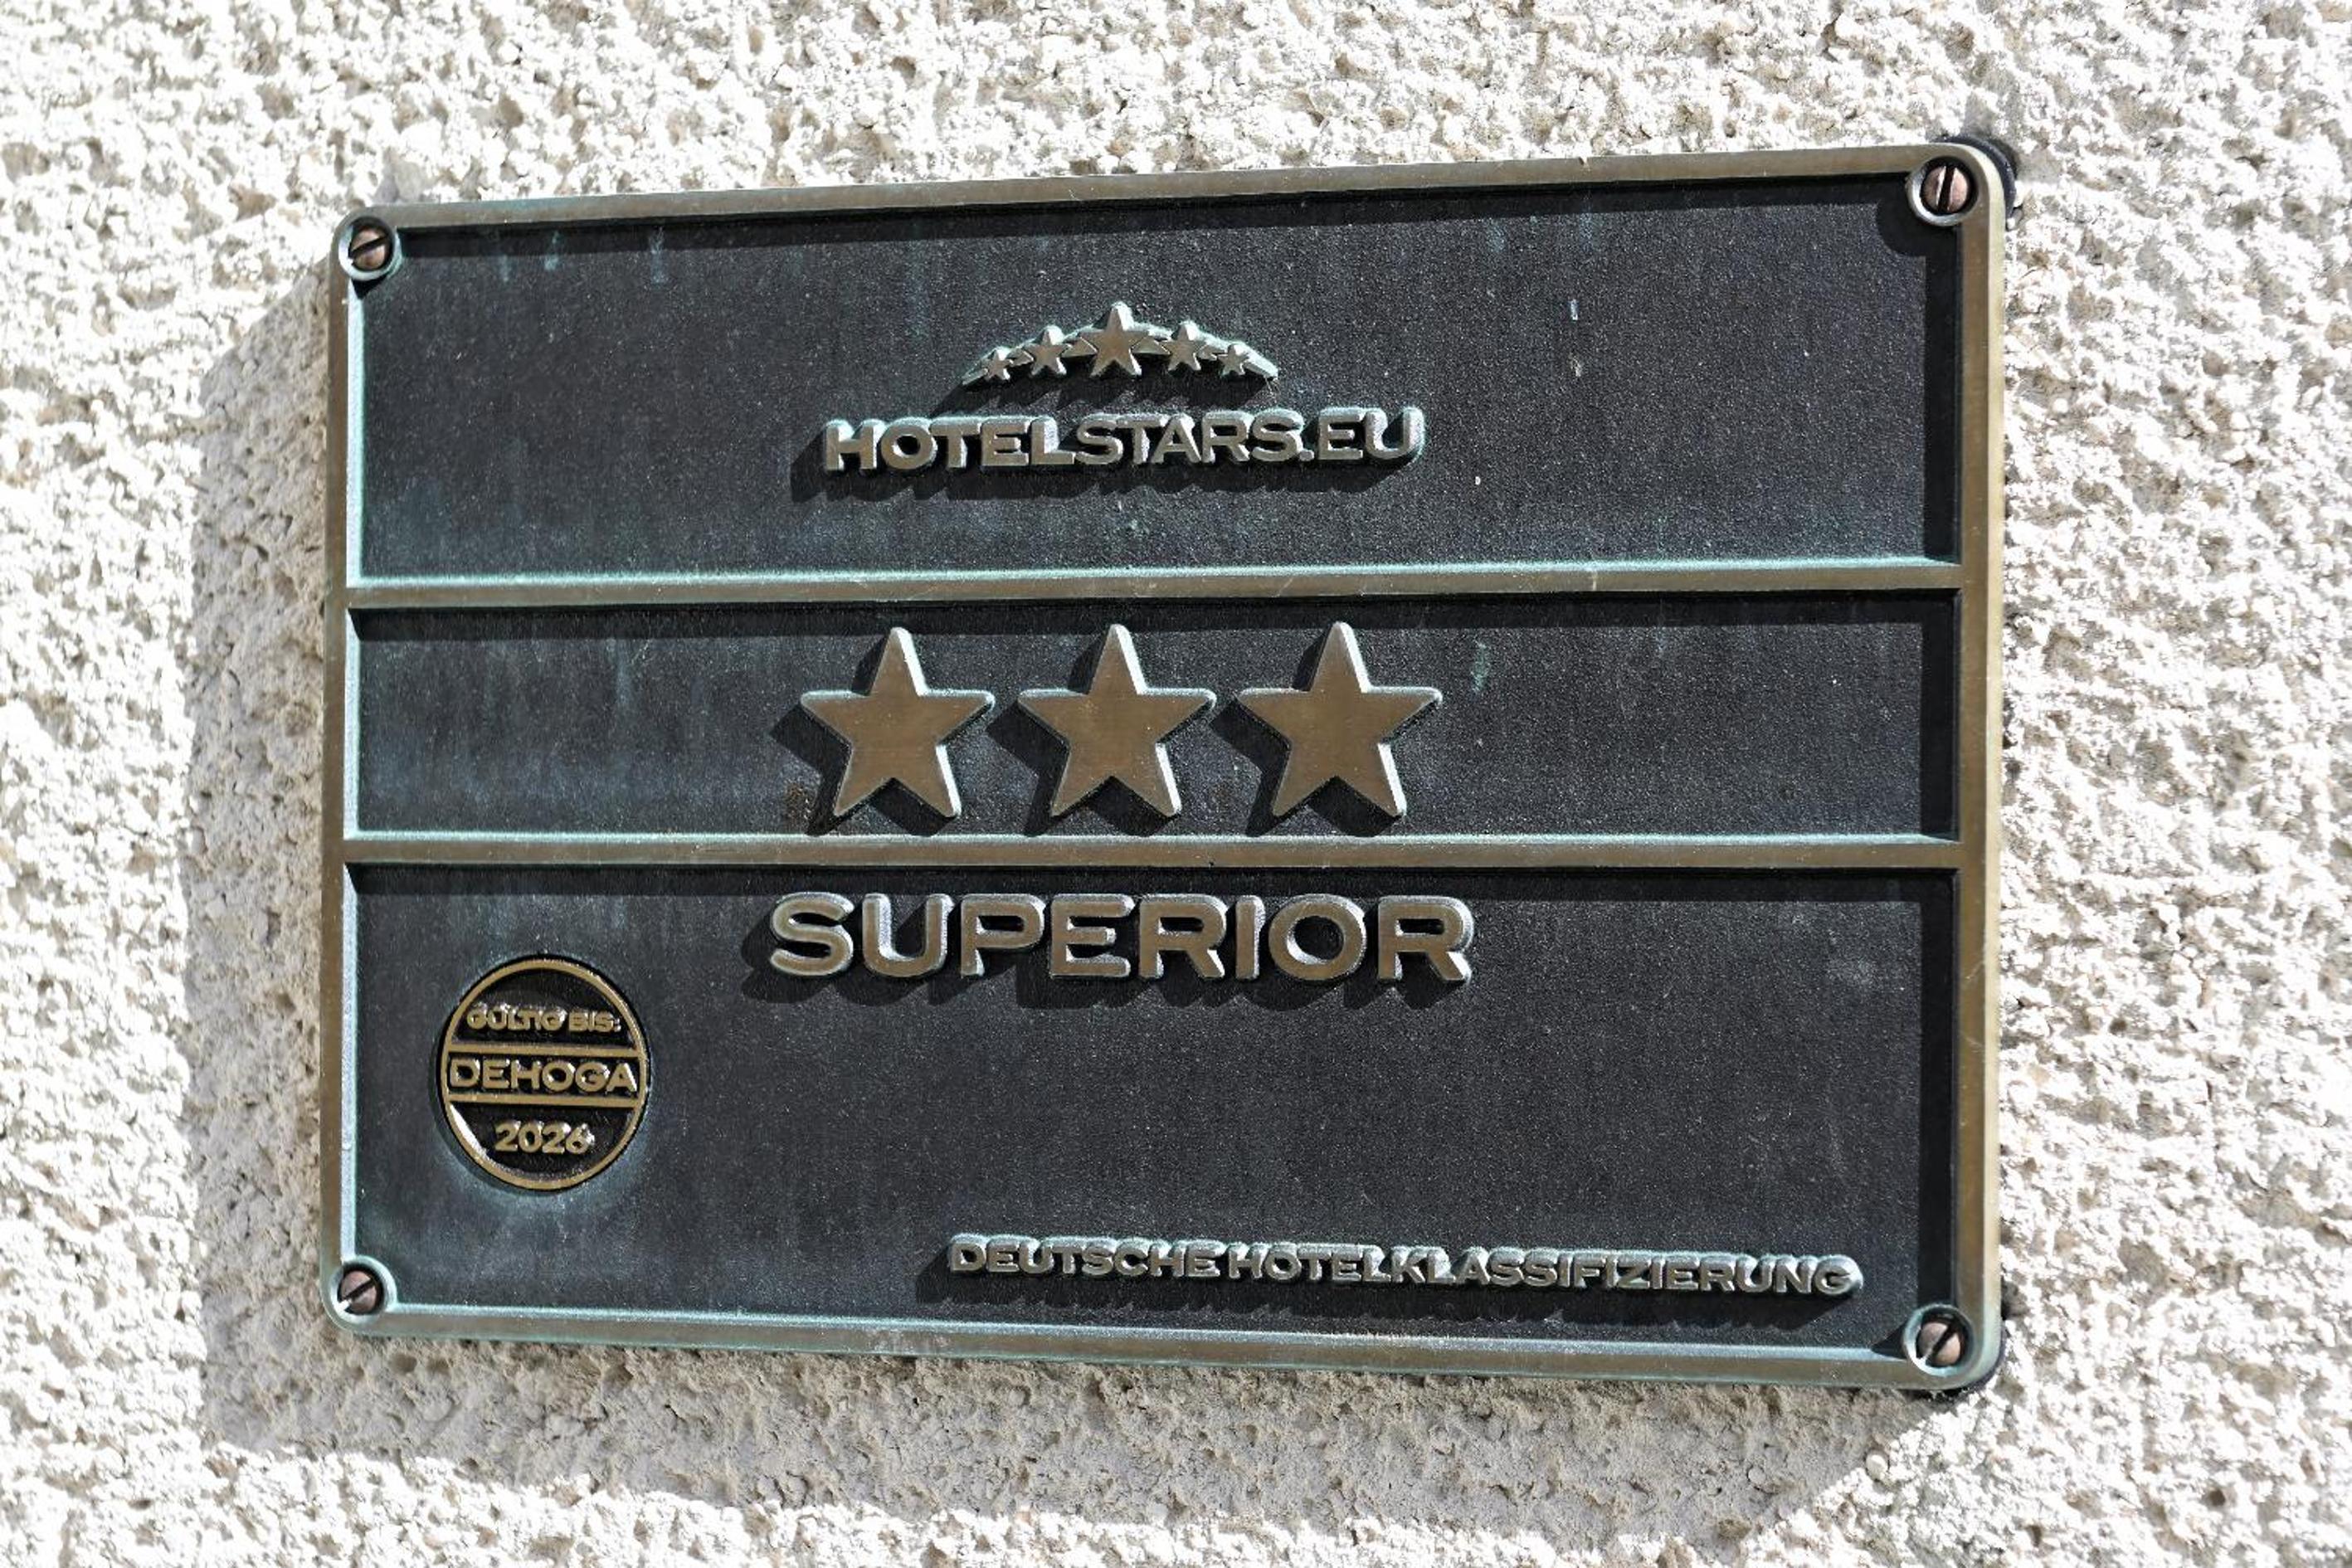 HOTELSTARS.EU
SUPERIOR
GÜLTIG BIS:
DEHOGA
2026
DEUTSCHE HOTELKLASSIFIZIERUNG